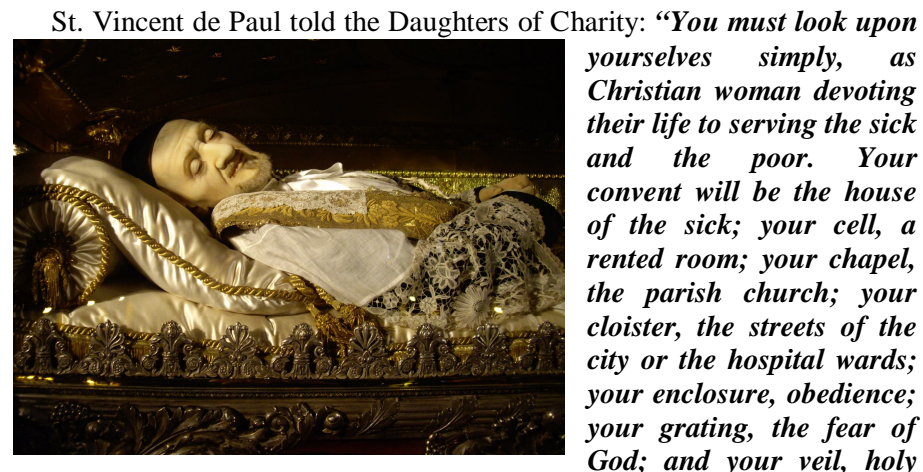 St. Vincent de Paul told the Daughters of Charity: “You must look upon
yourselves simply, as
Christian woman devoting
their life to serving the sick
and the poor. Your
convent will be the house
of the sick; your cell, a
rented room; your chapel,
the parish church; your
cloister, the streets of the
city or the hospital wards;
your enclosure, obedience;
your grating, the fear of
God; and your veil, holy